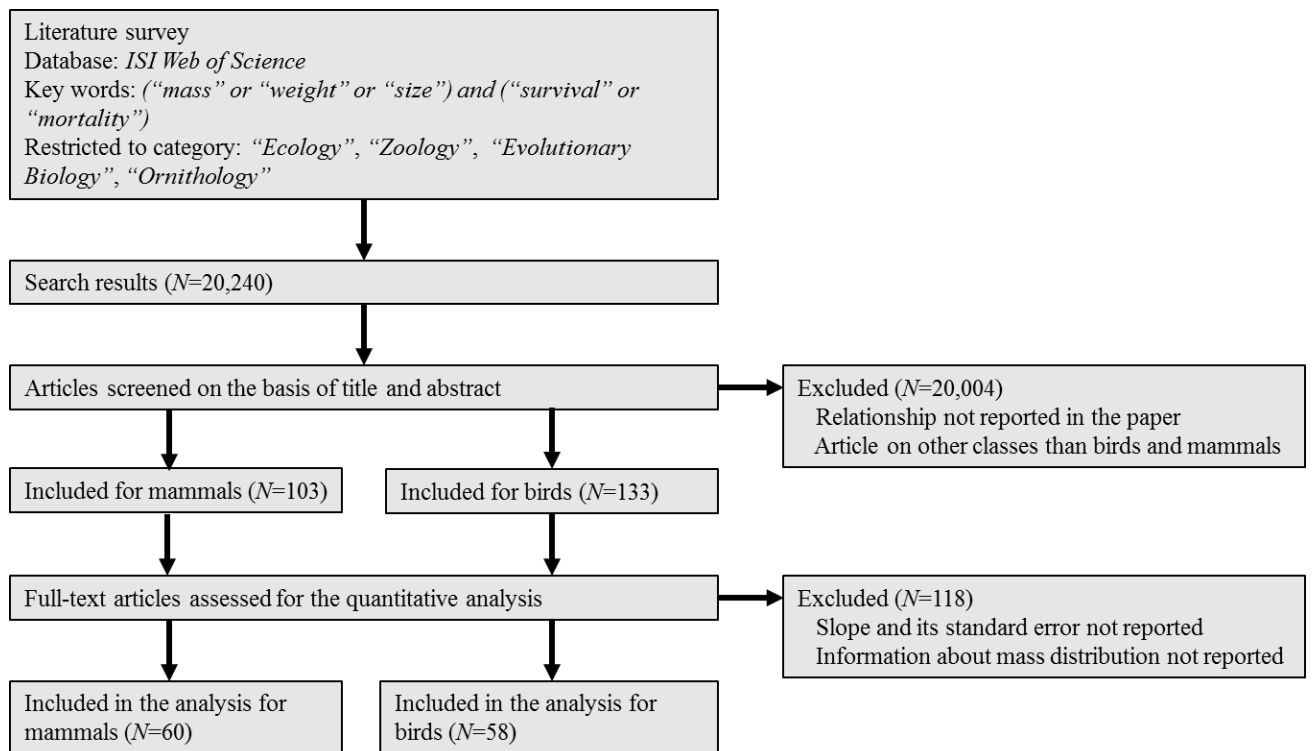 Literature survey
Database: ISI Web of Science
Key words: (“mass” or “weight” or “size”) and (“survival” or
“mortality”)
Restricted to category: “Ecology”, “Zoology”, “Evolutionary
Biology”, “Ornithology”
Search results (N=20,240)
Articles screened on the basis of title and abstract
Excluded (N=20,004)
Relationship not reported in the paper
Article on other classes than birds and mammals
Included for mammals (N=103)
Included for birds (N=133)
Full-text articles assessed for the quantitative analysis
Excluded (N=118)
Slope and its standard error not reported
Information about mass distribution not reported
Included in the analysis for
mammals (N=60)
Included in the analysis for
birds (N=58)